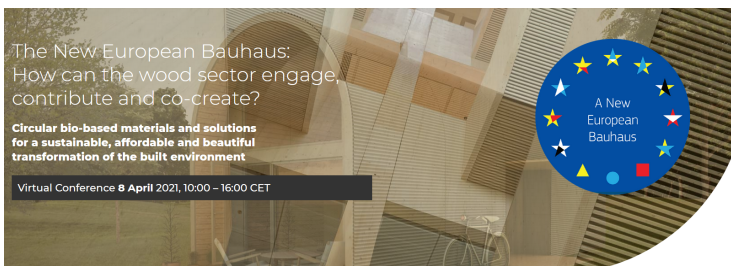 The New European Bauhaus:
How can the wood sector engage,
contribute and co-create?
Circular bio-based materials and solutions
for a sustainable, affordable and beautiful
transformation of the built environment
Virtual Conference 8 April 2021, 10:00 – 16:00 CET
A New
European
Bauhaus